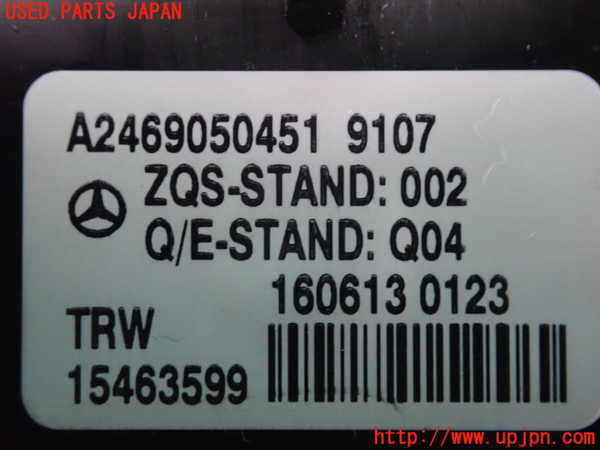 USED PARTS JAPAN
A2469050451 9107
ZQS-STAND: 002
Q/E-STAND: Q04
160613 0123
TRW
15463599
http://www.upjpn.com/